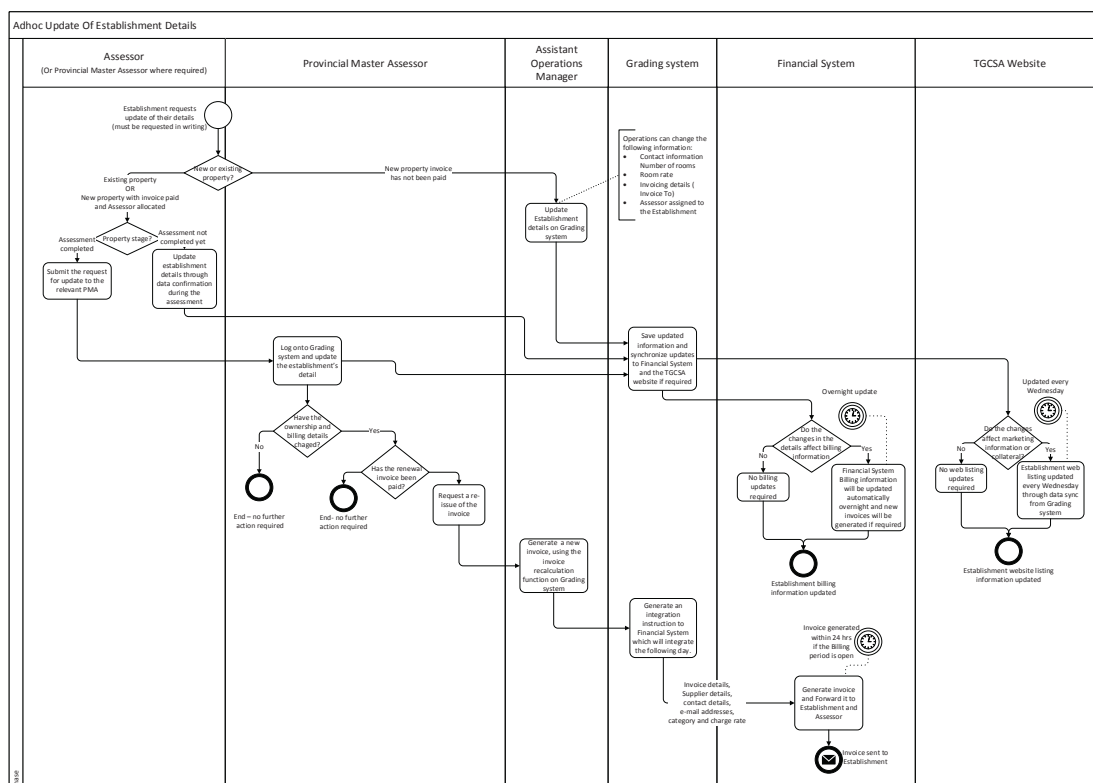 Adhoc Update Of Establishment Details
Assessor
(Or Provincial Master Assessor where required)
Provincial Master Assessor
Assistant
Operations
Manager
Grading system
Financial System
TGCSA Website
Establishment requests
update of their details
(must be requested in writing)
New or existing
property?
New property invoice
has not been paid
Existing property
OR
New property with invoice paid
and Assessor allocated
Operations can change the
following information:
• Contact information
Number of rooms
• Room rate
• Invoicing details (
Invoice To)
• Assessor assigned to
the Establishment
Update
Establishment
details on Grading
system
Property stage?
Assessment
completed
Assessment not
completed yet
Submit the request
for update to the
relevant PMA
Update
establishment
details through
data confirmation
during the
assessment
Log onto Grading
system and update
the establishment's
detail
Save updated
information and
synchronize updates
to Financial System
and the TGCSA
website if required
Have the
ownership and
billing details
chaged?
No
Yes
End – no further
action required
Has the renewal
invoice been
paid?
End- no further
action required
Request a re-
issue of the
invoice
Overnight update
Do the
changes in the
details affect billing
information
No
Yes
No billing
updates
required
Financial System
Billing information
will be updated
automatically
overnight and new
invoices will be
generated if required
Establishment billing
information updated
Updated every
Wednesday
Do the changes
affect marketing
information or
collateral?
No
Yes
No web listing
updates
required
Establishment web
listing updated
every Wednesday
through data sync
from Grading
system
Establishment website listing
information updated
Generate a new
invoice, using the
invoice
recalculation
function on Grading
system
Generate an
integration
instruction to
Financial System
which will integrate
the following day.
Invoice details,
Supplier details,
contact details,
e-mail addresses,
category and charge rate
Invoice generated
within 24 hrs
if the Billing
period is open
Generate invoice
and Forward it to
Establishment and
Assessor
Invoice sent to
Establishment